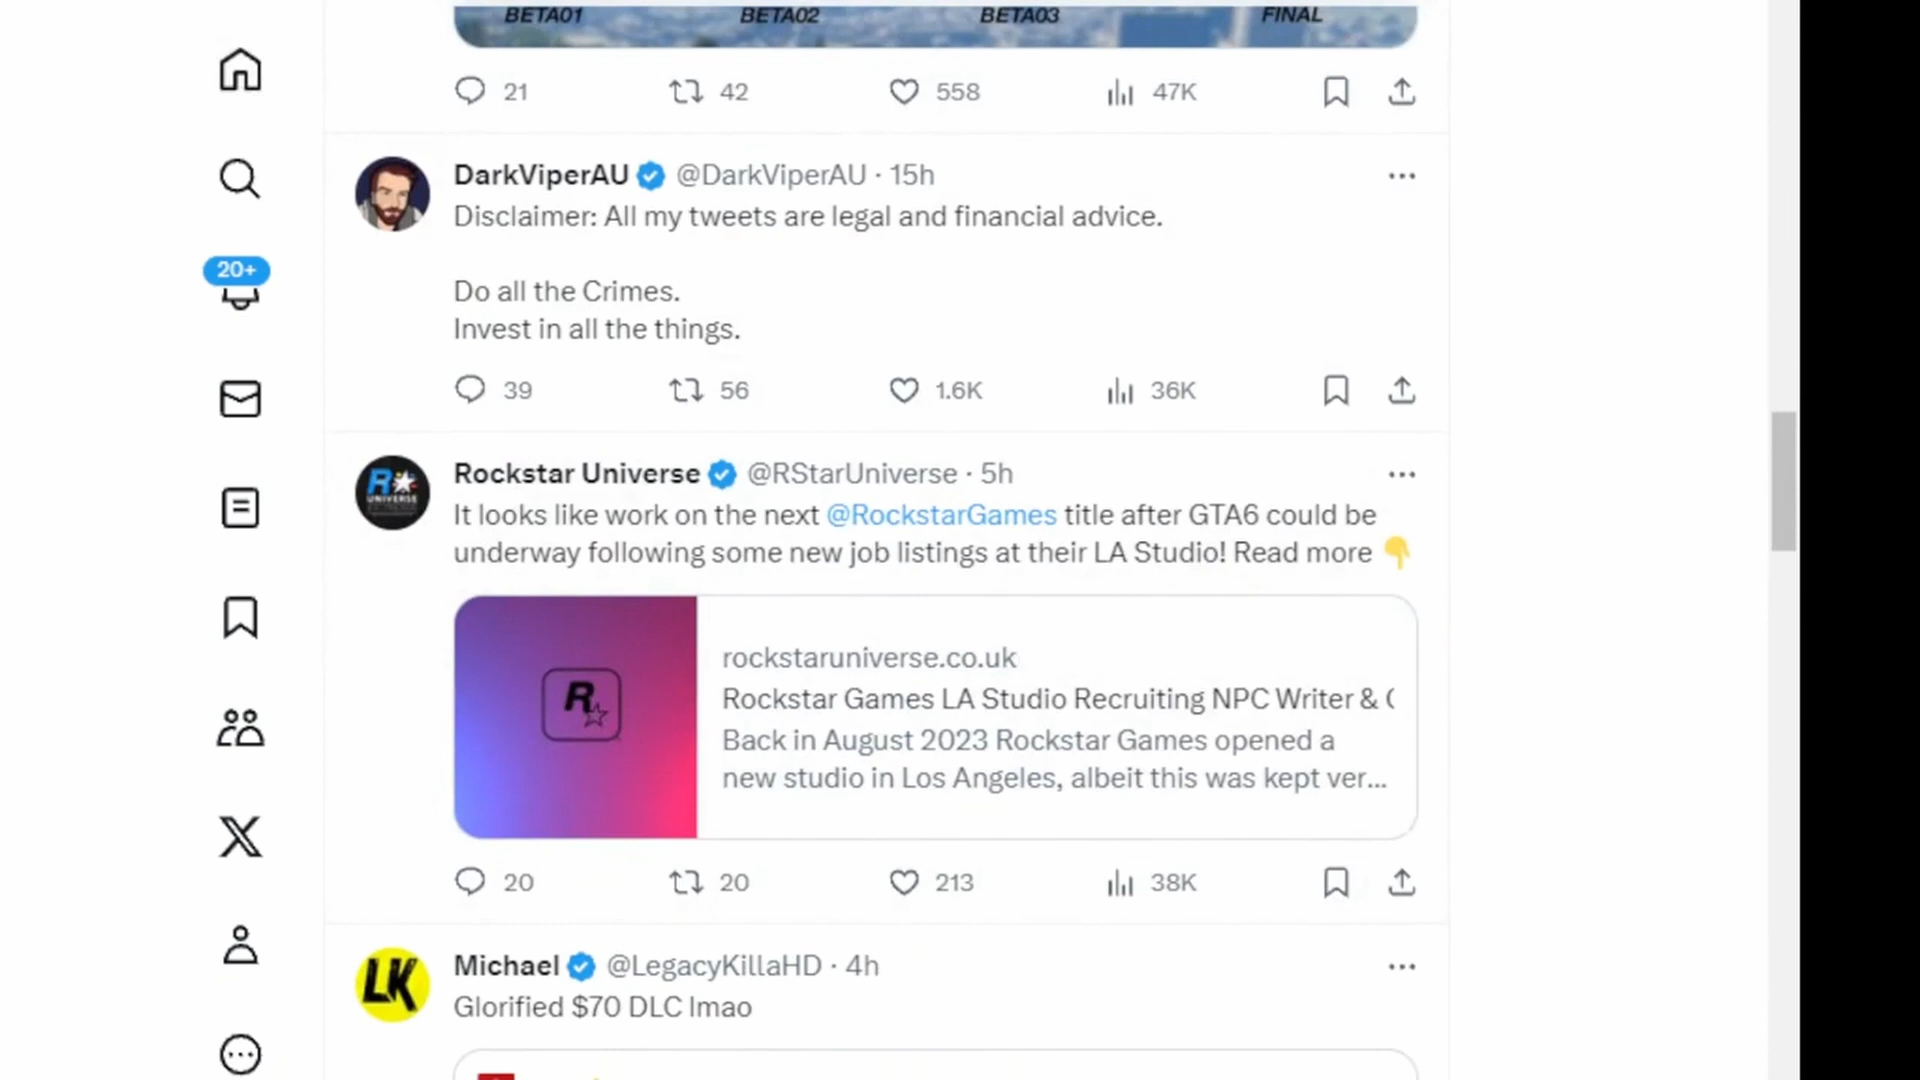 BETA01 BETA02 BETA03 FINAL
21 42 558 47K
DarkViperAU @DarkViperAU · 15h
Disclaimer: All my tweets are legal and financial advice.
20+
Do all the Crimes.
Invest in all the things.
39 56 1.6K 36K
Rockstar Universe @RStarUniverse · 5h
It looks like work on the next @RockstarGames title after GTA6 could be
underway following some new job listings at their LA Studio! Read more
R UNIVERSE
R
rockstaruniverse.co.uk
Rockstar Games LA Studio Recruiting NPC Writer &
Back in August 2023 Rockstar Games opened a
new studio in Los Angeles, albeit this was kept ver...
20 20 213 38K
Michael @LegacyKillaHD · 4h
LK
Glorified $70 DLC lmao